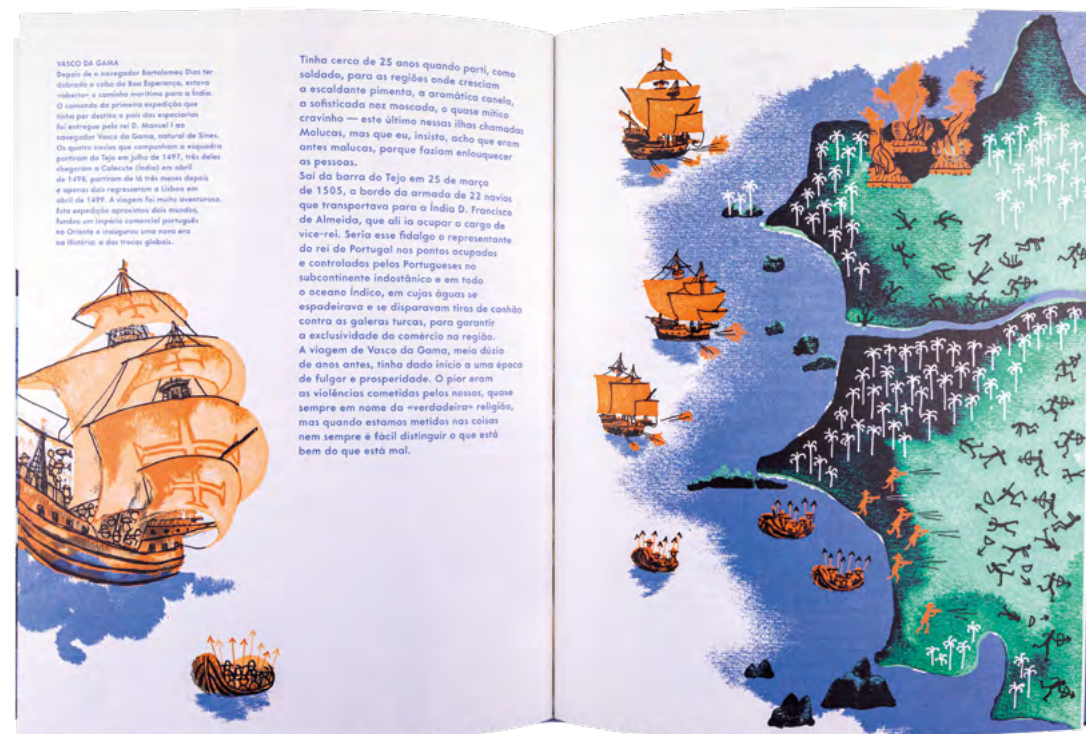 VASCO DA GAMA
Depois de o navegador Bartolomeu Dias ter
dobrado o cabo da Boa Esperança, estava
«aberto» o caminho marítimo para a Índia.
O comando da primeira expedição que
tinha por destino o país das especiarias
foi entregue pelo rei D. Manuel I ao
navegador Vasco da Gama, natural de Sines.
Os quatro navios que compunham a esquadra
partiram do Tejo em julho de 1497, três deles
chegaram a Calecute (Índia) em abril
de 1498, partiram de lá três meses depois
e apenas dois regressaram a Lisboa em
abril de 1499. A viagem foi muito aventurosa.
Esta expedição aproximou dois mundos,
fundou um império comercial português
no Oriente e inaugurou uma nova era
na História: a das trocas globais.
Tinha cerca de 25 anos quando parti, como
soldado, para as regiões onde cresciam
a escaldante pimenta, a aromática canela,
a sofisticada noz moscada, o quase mítico
cravinho — este último nessas ilhas chamadas
Molucas, mas que eu, insisto, acho que eram
antes malucas, porque faziam enlouquecer
as pessoas.
Saí da barra do Tejo em 25 de março
de 1505, a bordo da armada de 22 navios
que transportava para a Índia D. Francisco
de Almeida, que ali ia ocupar o cargo de
vice-rei. Seria esse fidalgo o representante
do rei de Portugal nos pontos ocupados
e controlados pelos Portugueses no
subcontinente indostânico e em todo
o oceano Índico, em cujas águas se
espadeirava e se disparavam tiros de canhão
contra as galeras turcas, para garantir
a exclusividade do comércio na região.
A viagem de Vasco da Gama, meia dúzia
de anos antes, tinha dado início a uma época
de fulgor e prosperidade. O pior eram
as violências cometidas pelos nossos, quase
sempre em nome da «verdadeira» religião,
mas quando estamos metidos nas coisas
nem sempre é fácil distinguir o que está
bem do que está mal.